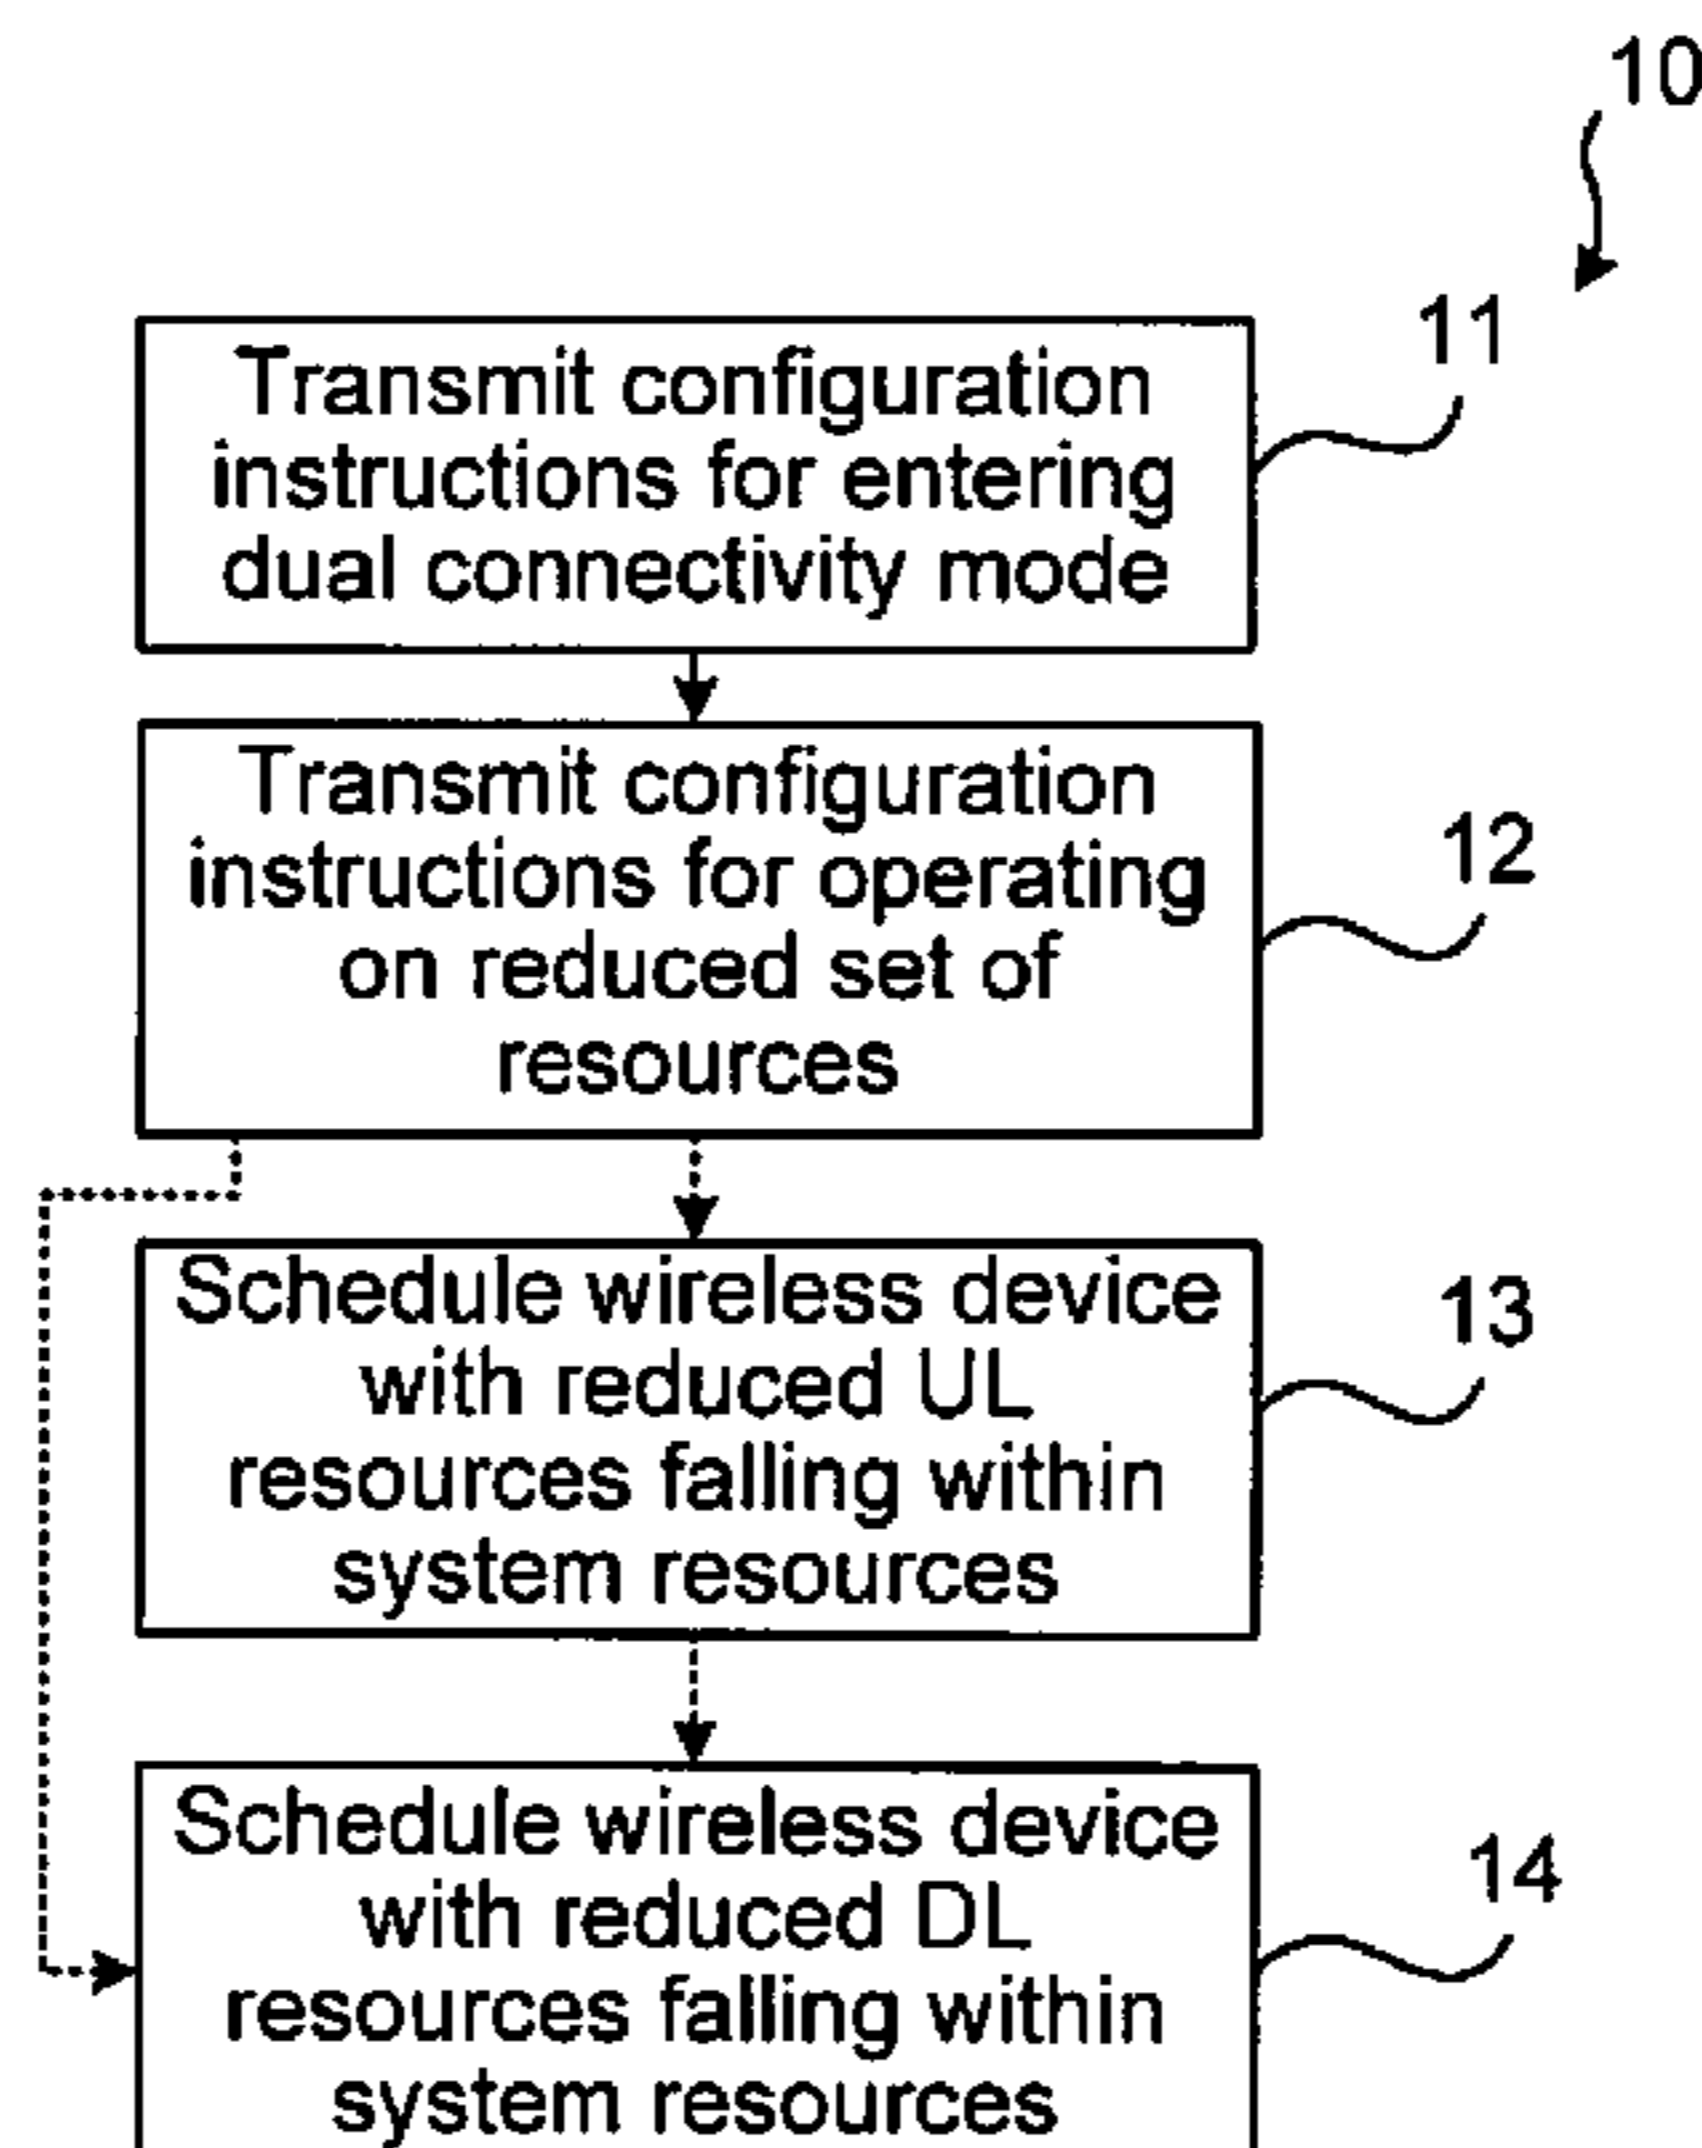 10
11
Transmit configuration
instructions for entering
dual connectivity mode
12
Transmit configuration
instructions for operating
on reduced set of
resources
13
Schedule wireless device
with reduced UL
resources falling within
system resources
14
Schedule wireless device
with reduced DL
resources falling within
system resources